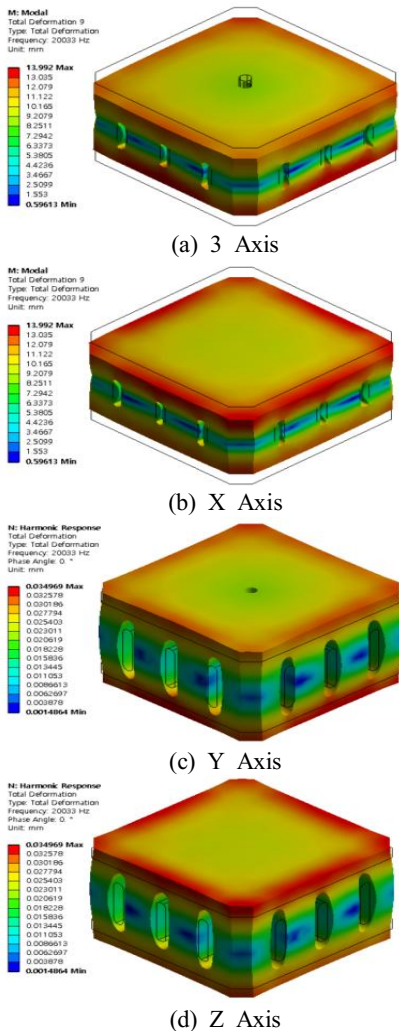 M: Modal
Total Deformation 9
Type: Total Deformation
Frequency: 20033 Hz
Unit: mm
13.992 Max
13.035
12.079
11.122
10.165
9.2079
8.2511
7.2942
6.3373
5.3805
4.4236
3.4667
2.5099
1.553
0.59613 Min
(a) 3 Axis
M: Modal
Total Deformation 9
Type: Total Deformation
Frequency: 20033 Hz
Unit: mm
13.992 Max
13.035
12.079
11.122
10.165
9.2079
8.2511
7.2942
6.3373
5.3805
4.4236
3.4667
2.5099
1.553
0.59613 Min
(b) X Axis
N: Harmonic Response
Total Deformation
Type: Total Deformation
Frequency: 20033 Hz
Phase Angle: 0. °
Unit: mm
0.034969 Max
0.032578
0.030186
0.027794
0.025403
0.023011
0.020619
0.018228
0.015836
0.013445
0.011053
0.0086613
0.0062697
0.003878
0.0014864 Min
(c) Y Axis
N: Harmonic Response
Total Deformation
Type: Total Deformation
Frequency: 20033 Hz
Phase Angle: 0. °
Unit: mm
0.034969 Max
0.032578
0.030186
0.027794
0.025403
0.023011
0.020619
0.018228
0.015836
0.013445
0.011053
0.0086613
0.0062697
0.003878
0.0014864 Min
(d) Z Axis